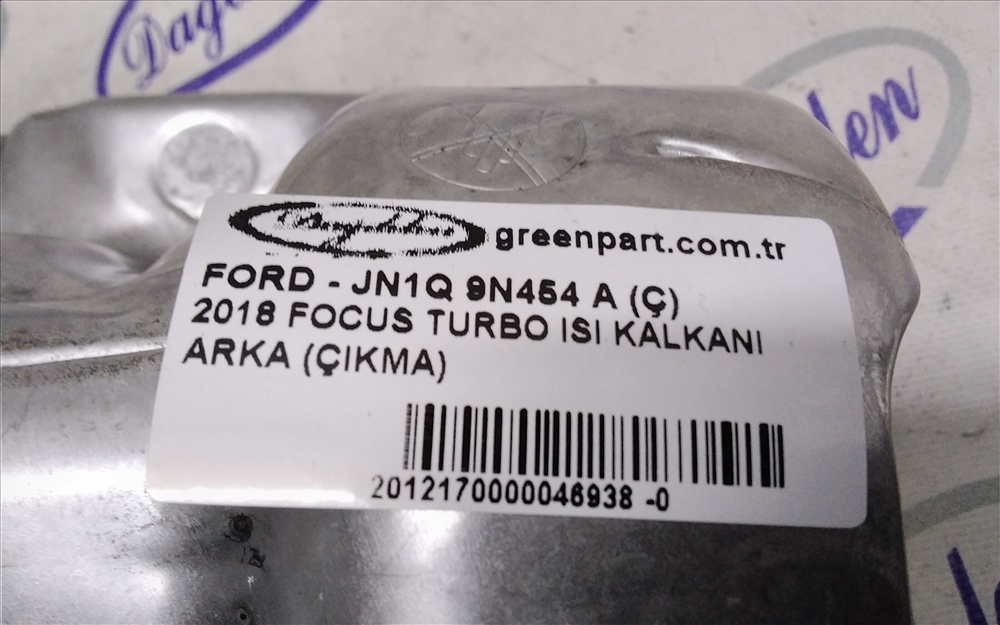 greenpart.com.tr
FORD - JN1Q 9N454 A (Ç)
2018 FOCUS TURBO ISI KALKANI
ARKA (ÇIKMA)
2012170000046938 -0